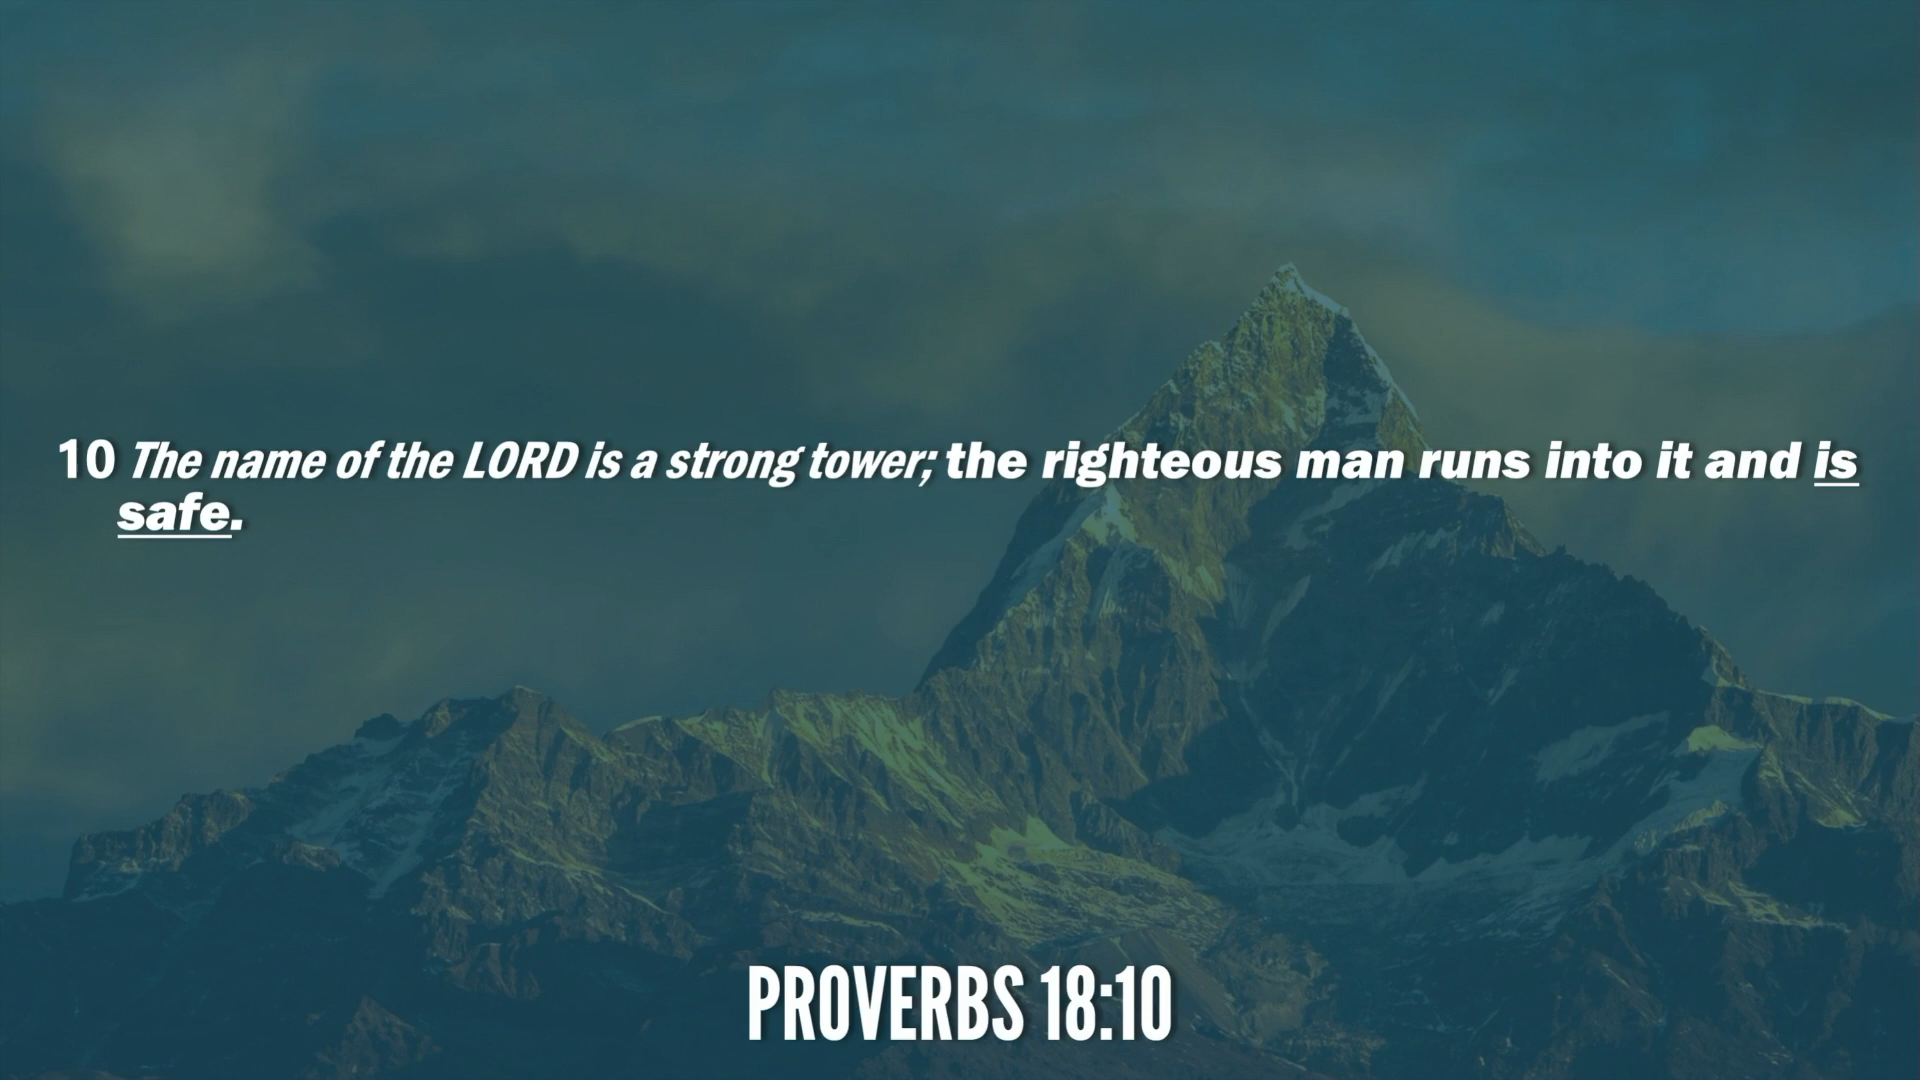 10 The name of the LORD is a strong tower; the righteous man runs into it and is
safe.
PROVERBS 18:10